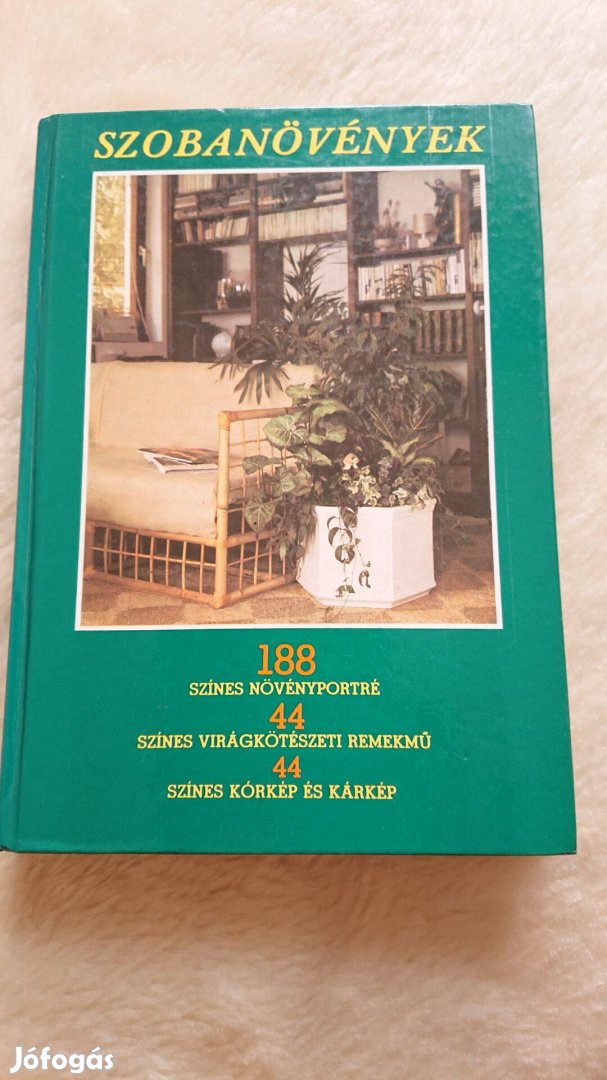 SZOBANÖVÉNYEK
188
SZÍNES NÖVÉNYPORTRÉ
44
SZÍNES VIRÁGKÖTÉSZETI REMEKMŰ
44
SZÍNES KÓRKÉP ÉS KÁRKÉP
Jófogás